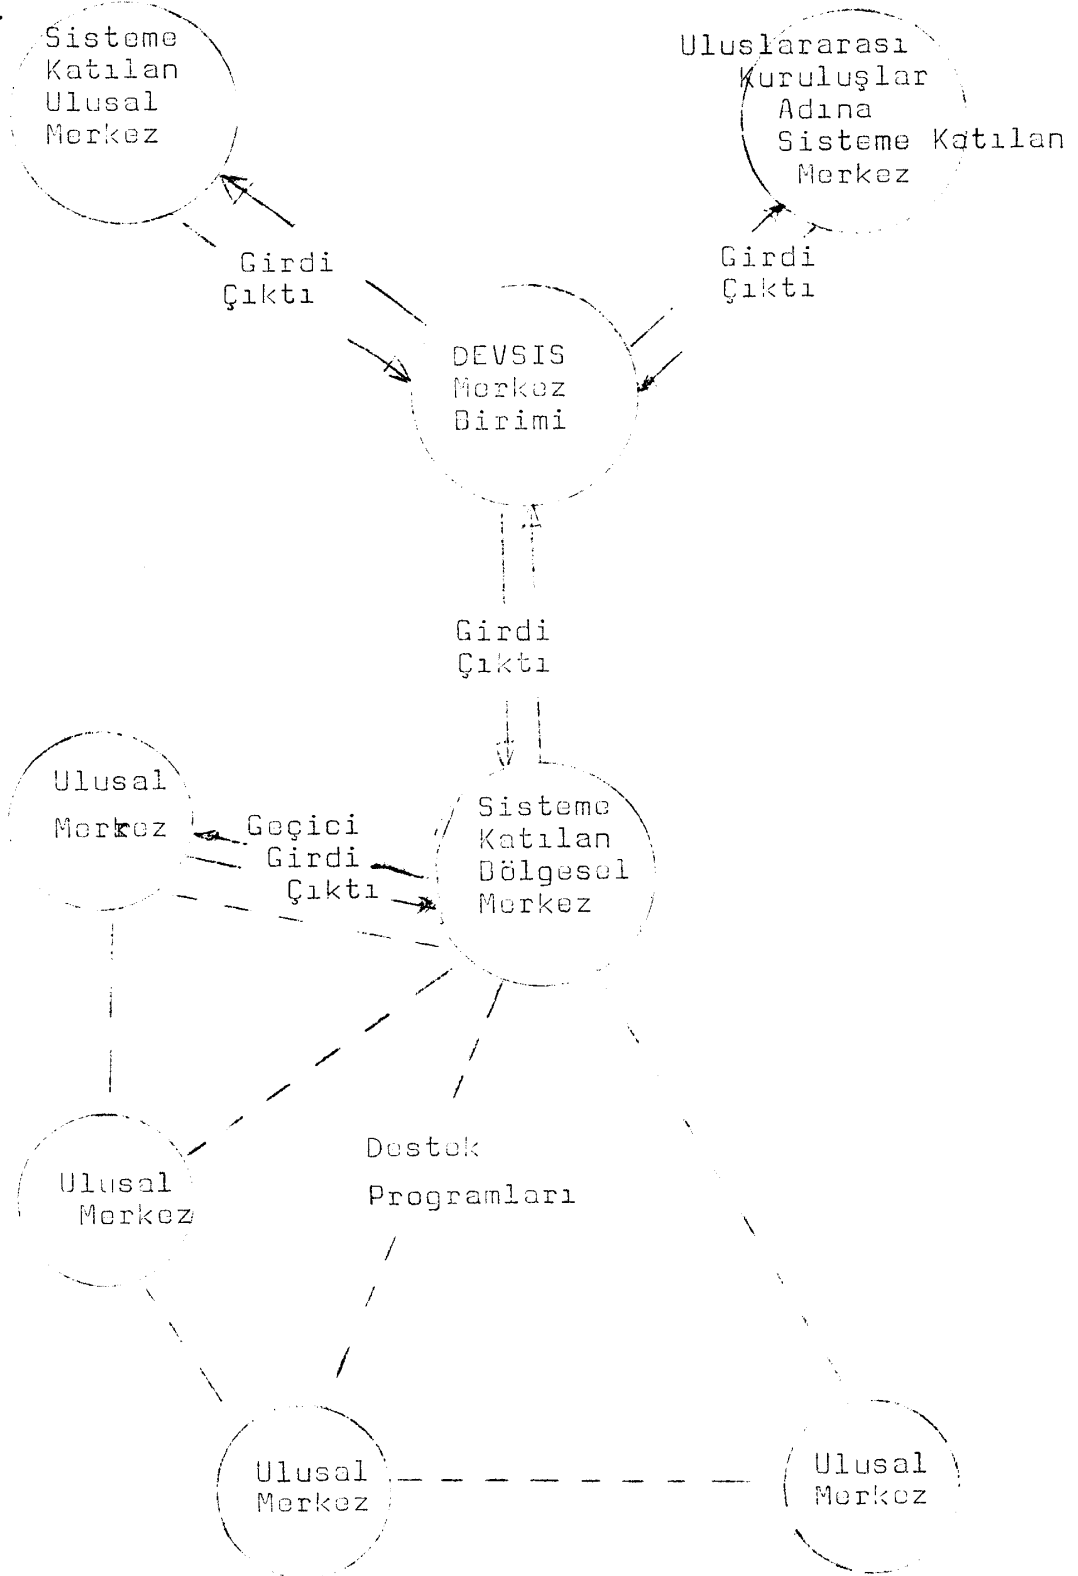 Sisteme
Katılan
Ulusal
Merkez
Uluslararası
Kuruluşlar
Adına
Sisteme Katılan
Merkez
Girdi
Çıktı
Girdi
Çıktı
DEVSIS
Merkez
Birimi
Girdi
Çıktı
Ulusal
Merkez
Geçici
Girdi
Çıktı
Sisteme
Katılan
Bölgesel
Merkez
Ulusal
Merkez
Destek
Programları
Ulusal
Merkez
Ulusal
Merkez